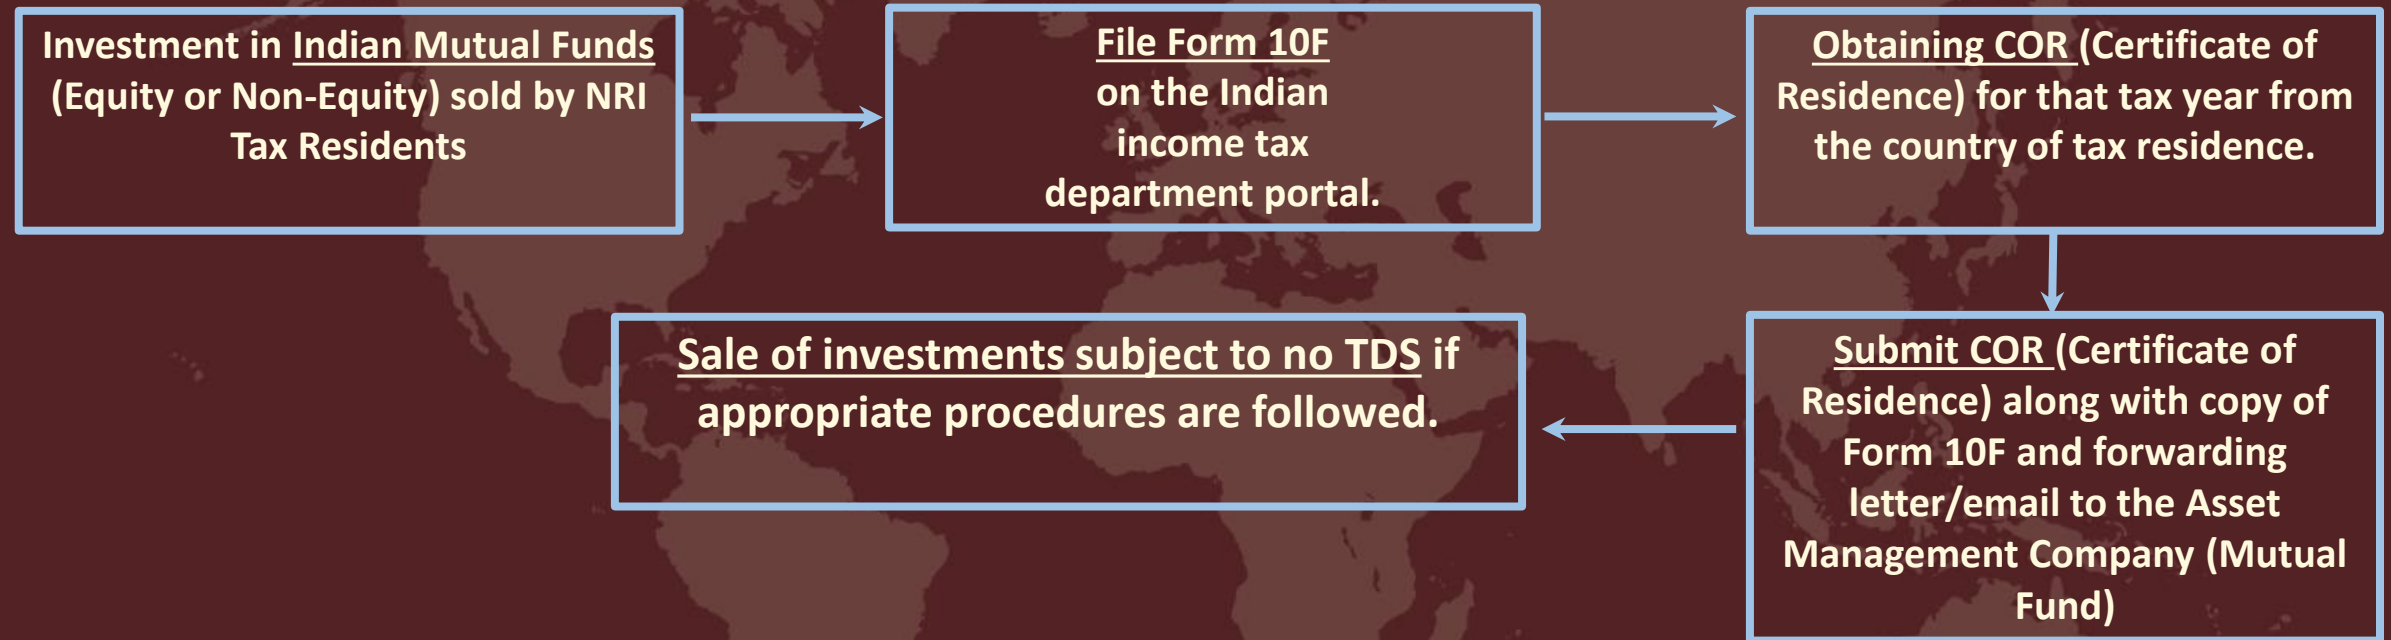 Investment in Indian Mutual Funds
(Equity or Non-Equity) sold by NRI
Tax Residents
File Form 10F
on the Indian
income tax
department portal.
Obtaining COR (Certificate of
Residence) for that tax year from
the country of tax residence.
Submit COR (Certificate of
Residence) along with copy of
Form 10F and forwarding
letter/email to the Asset
Management Company (Mutual
Fund)
Sale of investments subject to no TDS if
appropriate procedures are followed.